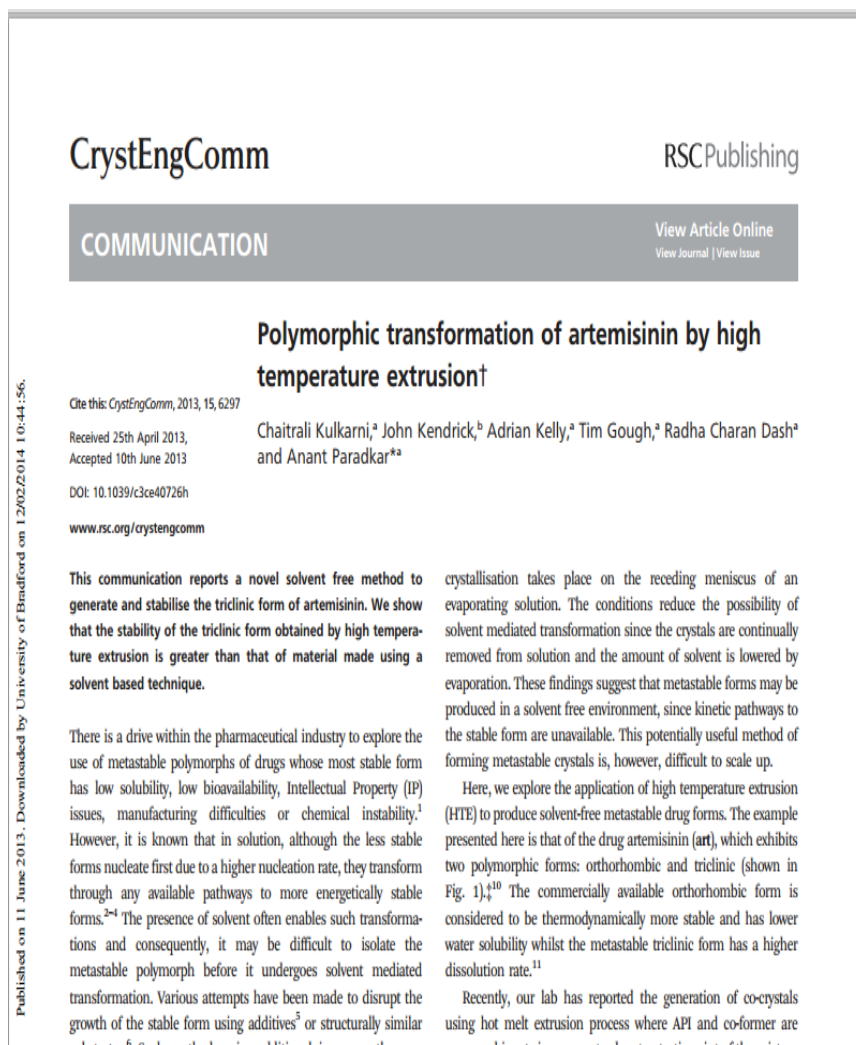 CrystEngComm
RSCPublishing
COMMUNICATION
View Article Online
View Journal | View Issue
Polymorphic transformation of artemisinin by high
temperature extrusion†
Cite this: CrystEngComm, 2013, 15, 6297
Received 25th April 2013,
Accepted 10th June 2013
DOI: 10.1039/c3ce40726h
www.rsc.org/crystengcomm
Chaitrali Kulkarni,ᵃ John Kendrick,ᵇ Adrian Kelly,ᵃ Tim Gough,ᵃ Radha Charan Dashᵃ
and Anant Paradkar*ᵃ
Published on 11 June 2013. Downloaded by University of Bradford on 12/02/2014 10:44:56.
This communication reports a novel solvent free method to
generate and stabilise the triclinic form of artemisinin. We show
that the stability of the triclinic form obtained by high tempera-
ture extrusion is greater than that of material made using a
solvent based technique.
There is a drive within the pharmaceutical industry to explore the
use of metastable polymorphs of drugs whose most stable form
has low solubility, low bioavailability, Intellectual Property (IP)
issues, manufacturing difficulties or chemical instability.¹
However, it is known that in solution, although the less stable
forms nucleate first due to a higher nucleation rate, they transform
through any available pathways to more energetically stable
forms.²⁻⁴ The presence of solvent often enables such transforma-
tions and consequently, it may be difficult to isolate the
metastable polymorph before it undergoes solvent mediated
transformation. Various attempts have been made to disrupt the
growth of the stable form using additives⁵ or structurally similar
crystallisation takes place on the receding meniscus of an
evaporating solution. The conditions reduce the possibility of
solvent mediated transformation since the crystals are continually
removed from solution and the amount of solvent is lowered by
evaporation. These findings suggest that metastable forms may be
produced in a solvent free environment, since kinetic pathways to
the stable form are unavailable. This potentially useful method of
forming metastable crystals is, however, difficult to scale up.
Here, we explore the application of high temperature extrusion
(HTE) to produce solvent-free metastable drug forms. The example
presented here is that of the drug artemisinin (art), which exhibits
two polymorphic forms: orthorhombic and triclinic (shown in
Fig. 1).‡¹⁰ The commercially available orthorhombic form is
considered to be thermodynamically more stable and has lower
water solubility whilst the metastable triclinic form has a higher
dissolution rate.¹¹
Recently, our lab has reported the generation of co-crystals
using hot melt extrusion process where API and co-former are